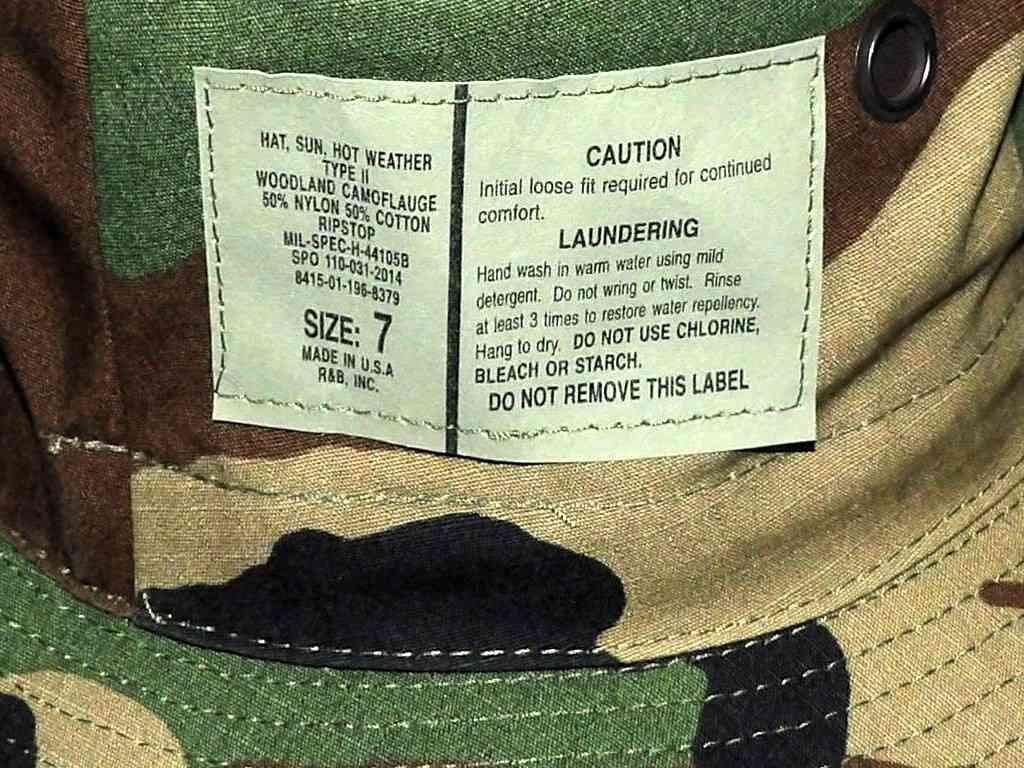 HAT, SUN, HOT WEATHER
TYPE II
WOODLAND CAMOFLAUGE
50% NYLON 50% COTTON
RIPSTOP
MIL-SPEC-H-44105B
SPO 110-031-2014
8415-01-196-8379
SIZE: 7
MADE IN U.S.A
R&B, INC.
CAUTION
Initial loose fit required for continued
comfort.
LAUNDERING
Hand wash in warm water using mild
detergent. Do not wring or twist. Rinse
at least 3 times to restore water repellency.
Hang to dry. DO NOT USE CHLORINE,
BLEACH OR STARCH.
DO NOT REMOVE THIS LABEL